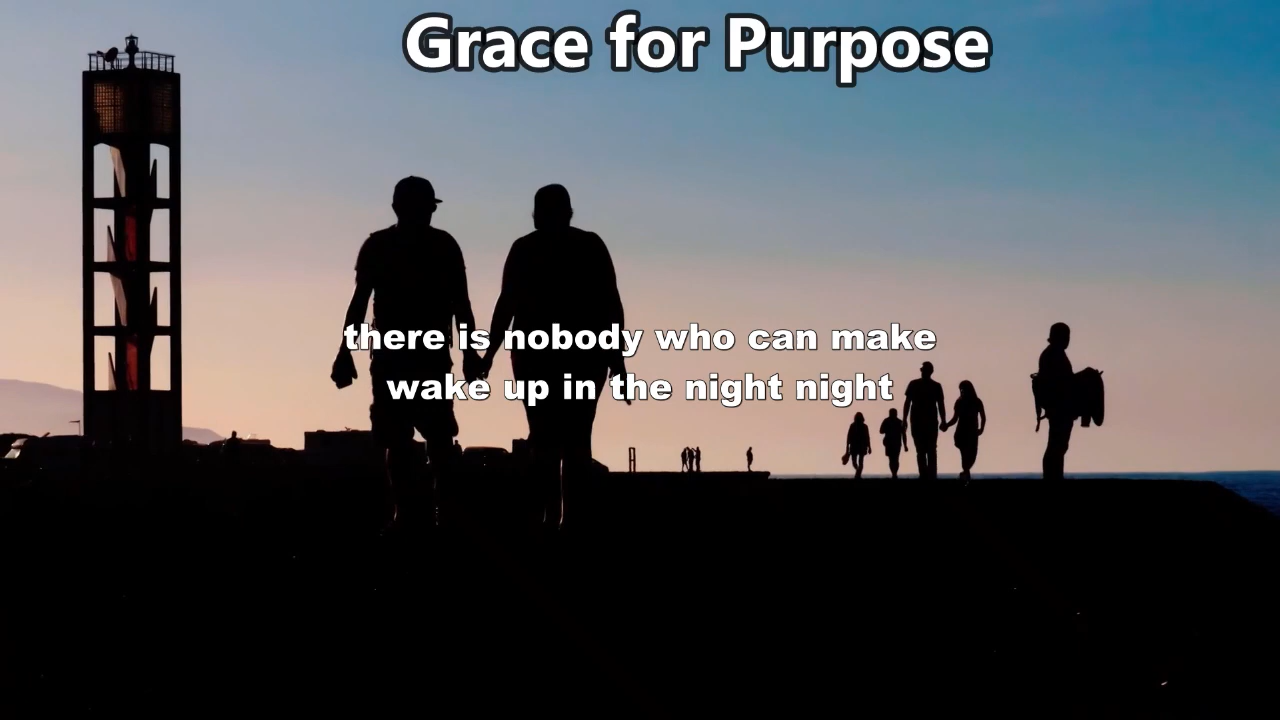 Grace for Purpose
there is nobody who can make
wake up in the night night